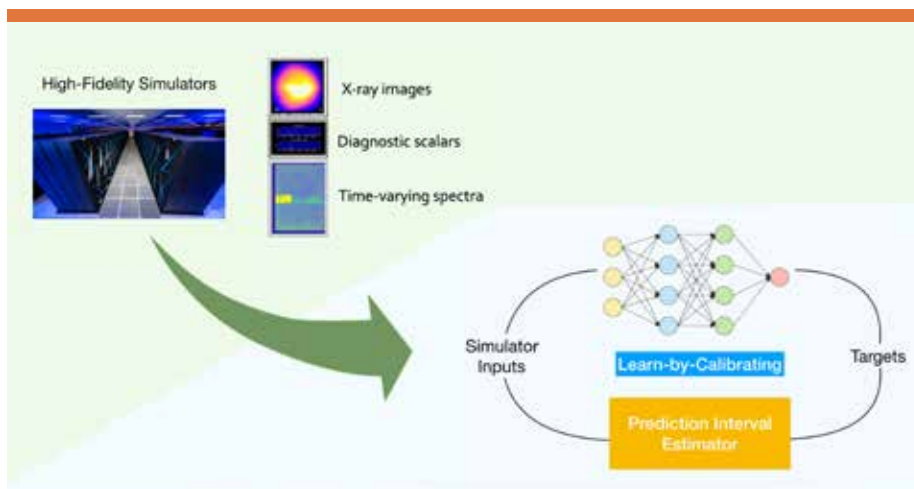 High-Fidelity Simulators
X-ray images
Diagnostic scalars
Time-varying spectra
Simulator
Inputs
Learn-by-Calibrating
Targets
Prediction Interval
Estimator